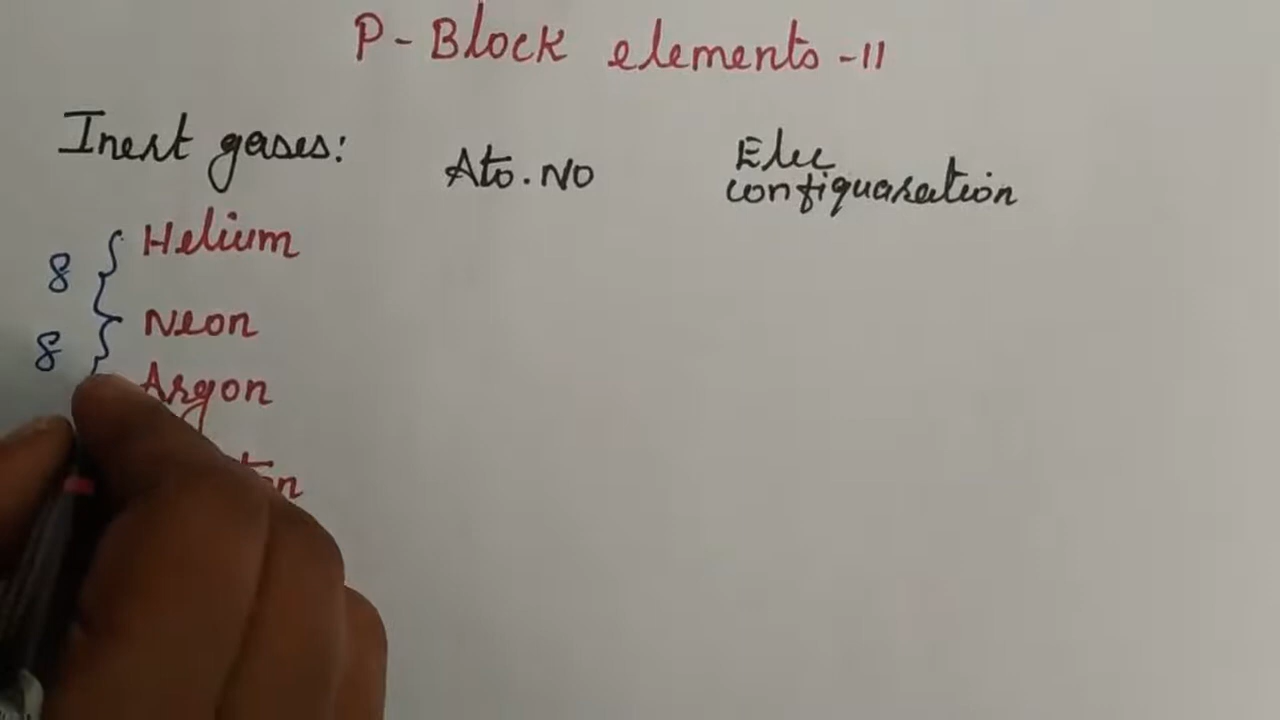 P-Block elements -II
Inert gases:
Ato.No
Elec
configuaration
Helium
8
Neon
8
Argon